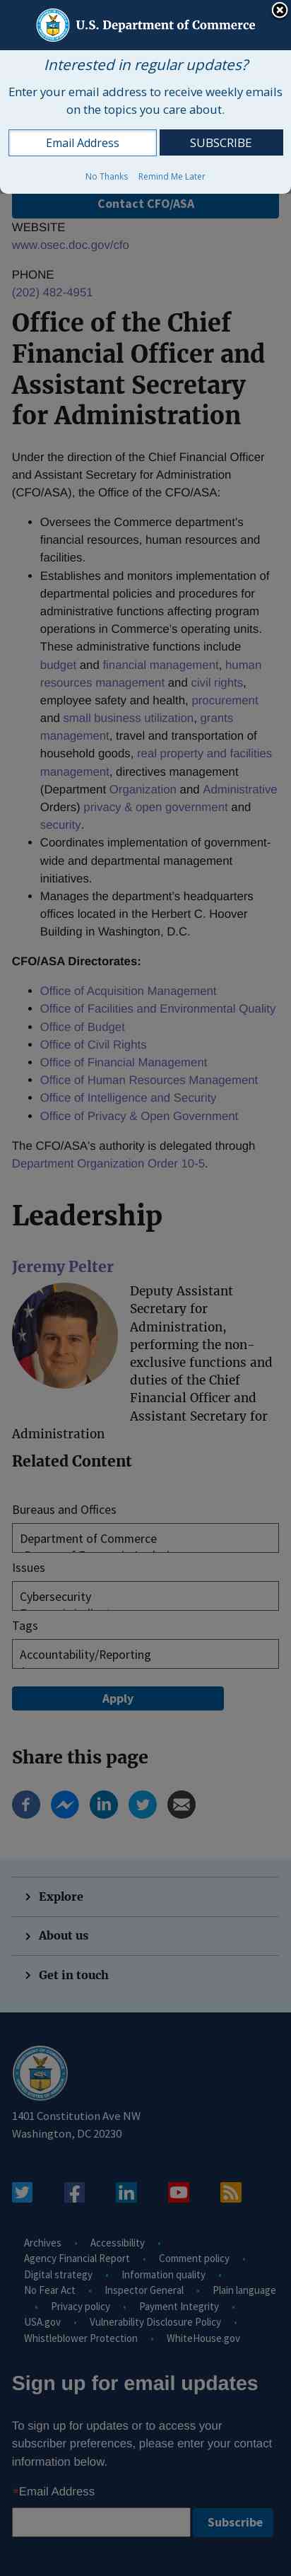 U.S. Department of Commerce
Interested in regular updates?
Enter your email address to receive weekly emails
on the topics you care about.
Email Address
SUBSCRIBE
No Thanks
Remind Me Later
Contact CFO/ASA
WEBSITE
www.osec.doc.gov/cfo
PHONE
(202) 482-4951
Office of the Chief
Financial Officer and
Assistant Secretary
for Administration
Under the direction of the Chief Financial Officer
and Assistant Secretary for Administration
(CFO/ASA), the Office of the CFO/ASA:
• Oversees the Commerce department's
financial resources, human resources and
facilities.
• Establishes and monitors implementation of
departmental policies and procedures for
administrative functions affecting program
operations in Commerce's operating units.
These administrative functions include
budget and financial management, human
resources management and civil rights,
employee safety and health, procurement
and small business utilization, grants
management, travel and transportation of
household goods, real property and facilities
management, directives management
(Department Organization and Administrative
Orders) privacy & open government and
security.
• Coordinates implementation of government-
wide and departmental management
initiatives.
• Manages the department's headquarters
offices located in the Herbert C. Hoover
Building in Washington, D.C.
CFO/ASA Directorates:
• Office of Acquisition Management
• Office of Facilities and Environmental Quality
• Office of Budget
• Office of Civil Rights
• Office of Financial Management
• Office of Human Resources Management
• Office of Intelligence and Security
• Office of Privacy & Open Government
The CFO/ASA's authority is delegated through
Department Organization Order 10-5.
Leadership
Jeremy Pelter
Deputy Assistant
Secretary for
Administration,
performing the non-
exclusive functions and
duties of the Chief
Financial Officer and
Assistant Secretary for
Administration
Related Content
Bureaus and Offices
Department of Commerce
Issues
Cybersecurity
Tags
Accountability/Reporting
Apply
Share this page
Explore
About us
Get in touch
1401 Constitution Ave NW
Washington, DC 20230
Archives • Accessibility •
Agency Financial Report • Comment policy •
Digital strategy • Information quality •
No Fear Act • Inspector General • Plain language
• Privacy policy • Payment Integrity •
USA.gov • Vulnerability Disclosure Policy •
Whistleblower Protection • WhiteHouse.gov
Sign up for email updates
To sign up for updates or to access your
subscriber preferences, please enter your contact
information below.
*Email Address
Subscribe